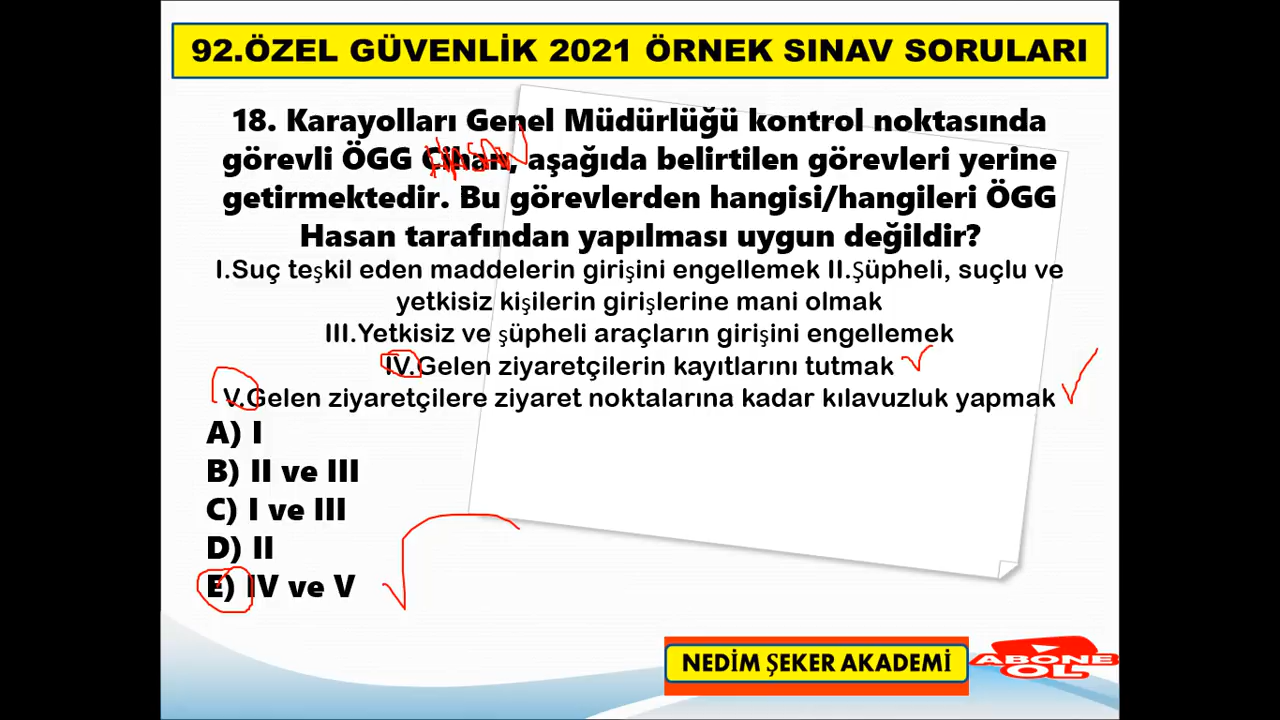 92.ÖZEL GÜVENLİK 2021 ÖRNEK SINAV SORULARI
18. Karayolları Genel Müdürlüğü kontrol noktasında
görevli ÖGG Cihan, aşağıda belirtilen görevleri yerine
HASAN
getirmektedir. Bu görevlerden hangisi/hangileri ÖGG
Hasan tarafından yapılması uygun değildir?
I.Suç teşkil eden maddelerin girişini engellemek II.Şüpheli, suçlu ve
yetkisiz kişilerin girişlerine mani olmak
III.Yetkisiz ve şüpheli araçların girişini engellemek
IV.Gelen ziyaretçilerin kayıtlarını tutmak
V.Gelen ziyaretçilere ziyaret noktalarına kadar kılavuzluk yapmak
A) I
B) II ve III
C) I ve III
D) II
E) IV ve V
NEDİM ŞEKER AKADEMİ
ABONE
OL